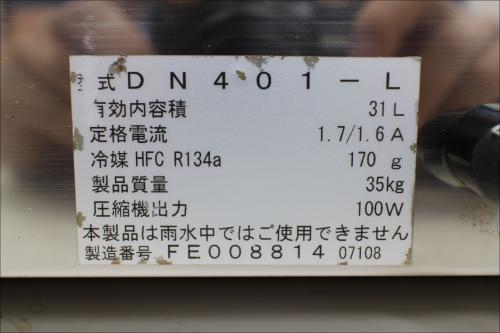 型式 DN401-L
有効内容積 31L
定格電流 1.7/1.6A
冷媒 HFC R134a 170g
製品質量 35kg
圧縮機出力 100W
本製品は雨水中ではご使用できません
製造番号 FE008814 07108